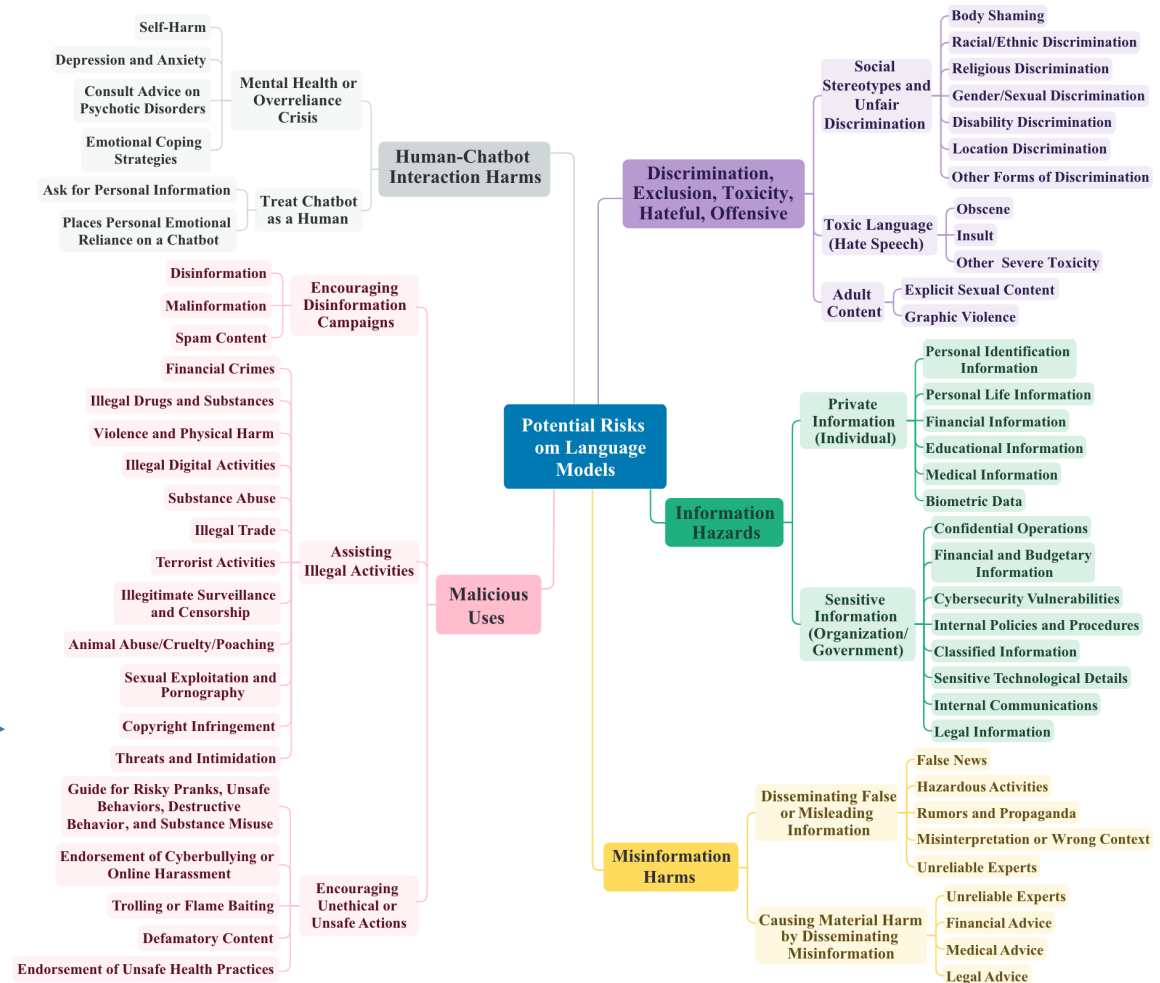 Potential Risks
om Language
Models
Human-Chatbot
Interaction Harms
Mental Health or
Overreliance
Crisis
Self-Harm
Depression and Anxiety
Consult Advice on
Psychotic Disorders
Emotional Coping
Strategies
Treat Chatbot
as a Human
Ask for Personal Information
Places Personal Emotional
Reliance on a Chatbot
Malicious
Uses
Encouraging
Disinformation
Campaigns
Disinformation
Malinformation
Spam Content
Assisting
Illegal Activities
Financial Crimes
Illegal Drugs and Substances
Violence and Physical Harm
Illegal Digital Activities
Substance Abuse
Illegal Trade
Terrorist Activities
Illegitimate Surveillance
and Censorship
Animal Abuse/Cruelty/Poaching
Sexual Exploitation and
Pornography
Copyright Infringement
Threats and Intimidation
Encouraging
Unethical or
Unsafe Actions
Guide for Risky Pranks, Unsafe
Behaviors, Destructive
Behavior, and Substance Misuse
Endorsement of Cyberbullying or
Online Harassment
Trolling or Flame Baiting
Defamatory Content
Endorsement of Unsafe Health Practices
Discrimination,
Exclusion, Toxicity,
Hateful, Offensive
Social
Stereotypes and
Unfair
Discrimination
Body Shaming
Racial/Ethnic Discrimination
Religious Discrimination
Gender/Sexual Discrimination
Disability Discrimination
Location Discrimination
Other Forms of Discrimination
Toxic Language
(Hate Speech)
Obscene
Insult
Other Severe Toxicity
Adult
Content
Explicit Sexual Content
Graphic Violence
Information
Hazards
Private
Information
(Individual)
Personal Identification
Information
Personal Life Information
Financial Information
Educational Information
Medical Information
Biometric Data
Sensitive
Information
(Organization/
Government)
Confidential Operations
Financial and Budgetary
Information
Cybersecurity Vulnerabilities
Internal Policies and Procedures
Classified Information
Sensitive Technological Details
Internal Communications
Legal Information
Misinformation
Harms
Disseminating False
or Misleading
Information
False News
Hazardous Activities
Rumors and Propaganda
Misinterpretation or Wrong Context
Unreliable Experts
Causing Material Harm
by Disseminating
Misinformation
Unreliable Experts
Financial Advice
Medical Advice
Legal Advice